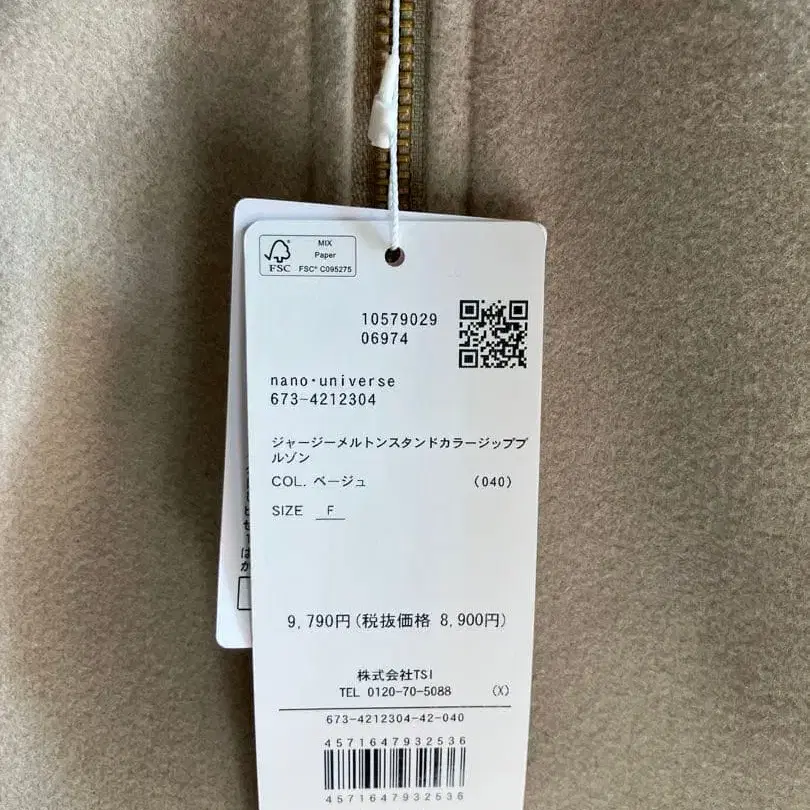 MIX
Paper
FSC
FSC® C095275
10579029
06974
nano・universe
673-4212304
ジャージーメルトンスタンドカラージップブ
ルゾン
COL. ベージュ (040)
SIZE F
9,790円(税抜価格 8,900円)
株式会社TSI
TEL 0120-70-5088 (X)
673-4212304-42-040
4571647932536
4571647932536